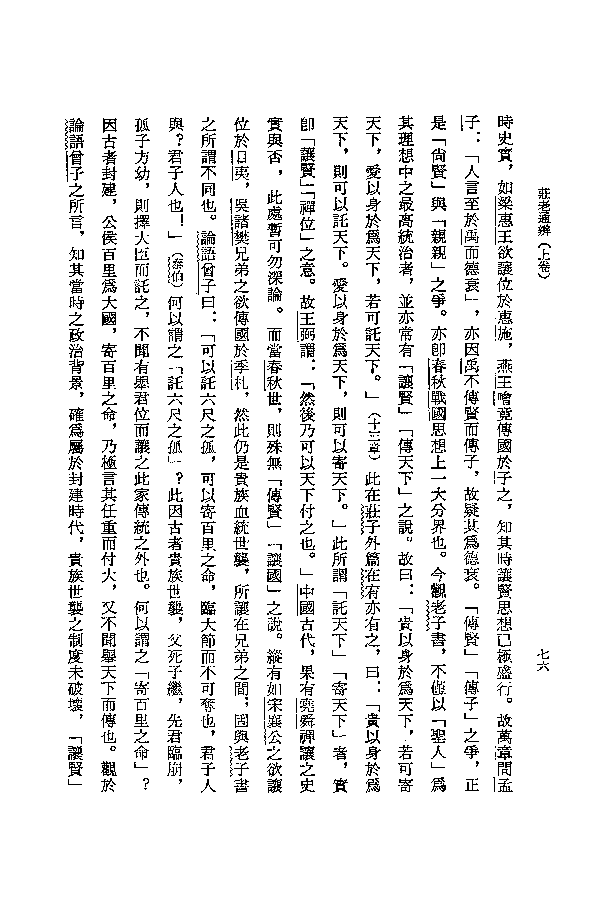 莊老通辨（上卷）
七六
時史實，如梁惠王欲讓位於惠施，燕王噲竟傳國於子之，知其時讓賢思想已極盛行。故萬章問孟
子：「人言至於禹而德衰」，亦因禹不傳賢而傳子，故疑其爲德衰。「傳賢」「傳子」之爭，正
是「尚賢」與「親親」之爭。亦卽春秋戰國思想上一大分界也。今觀老子書，不僅以「聖人」爲
其理想中之最高統治者，並亦常有「讓賢」「傳天下」之說。故曰：「貴以身於爲天下，若可寄
天下，愛以身於爲天下，若可託天下。」（十三章）此在莊子外篇在宥亦有之，曰：「貴以身於爲
天下，則可以託天下。愛以身於爲天下，則可以寄天下。」此所謂「託天下」「寄天下」者，實
卽「讓賢」「禪位」之意。故王弼謂：「然後乃可以天下付之也。」中國古代，果有堯舜禪讓之史
實與否，此處暫可勿深論。而當春秋世，則殊無「傳賢」「讓國」之說。縱有如宋襄公之欲讓
位於目夷，吳諸樊兄弟之欲傳國於季札，然此仍是貴族血統世襲，所讓在兄弟之間；固與老子書
之所謂不同也。論語曾子曰：「可以託六尺之孤，可以寄百里之命，臨大節而不可奪也，君子人
與？君子人也！」（泰伯）何以謂之「託六尺之孤」？此因古者貴族世襲，父死子繼，先君臨崩，
孤子方幼，則擇大臣而託之，不聞有舉君位而讓之此家傳統之外也。何以謂之「寄百里之命」？
因古者封建，公侯百里爲大國，寄百里之命，乃極言其任重而付大，又不聞舉天下而傳也。觀於
論語曾子之所言，知其當時之政治背景，確爲屬於封建時代，貴族世襲之制度未破壞，「讓賢」